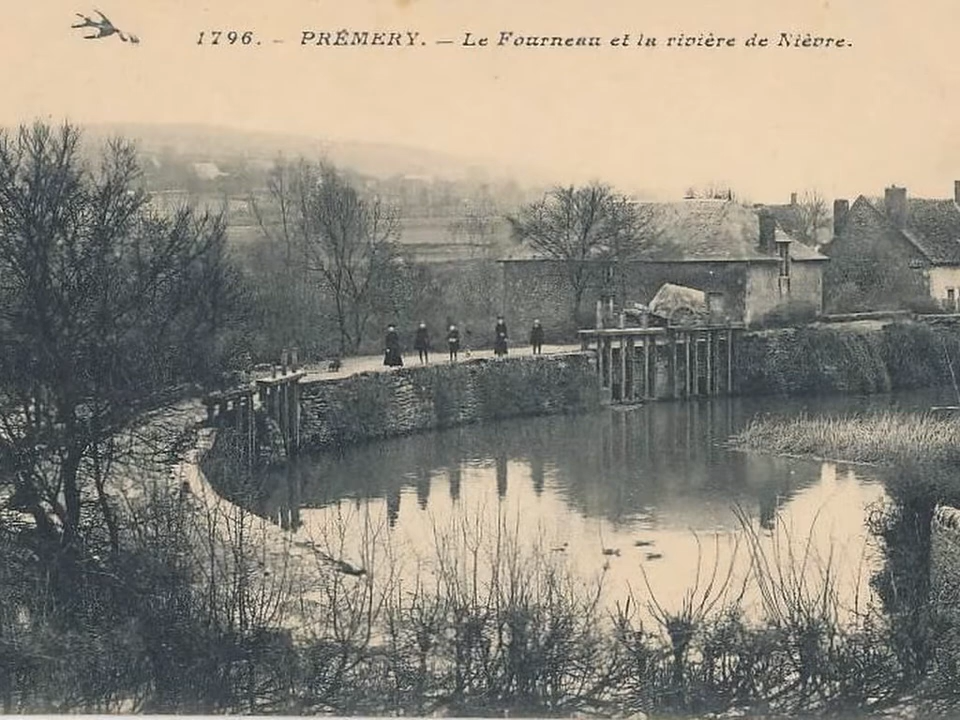 1796. – PRÉMERY. – Le Fourneau et la rivière de Nièvre.